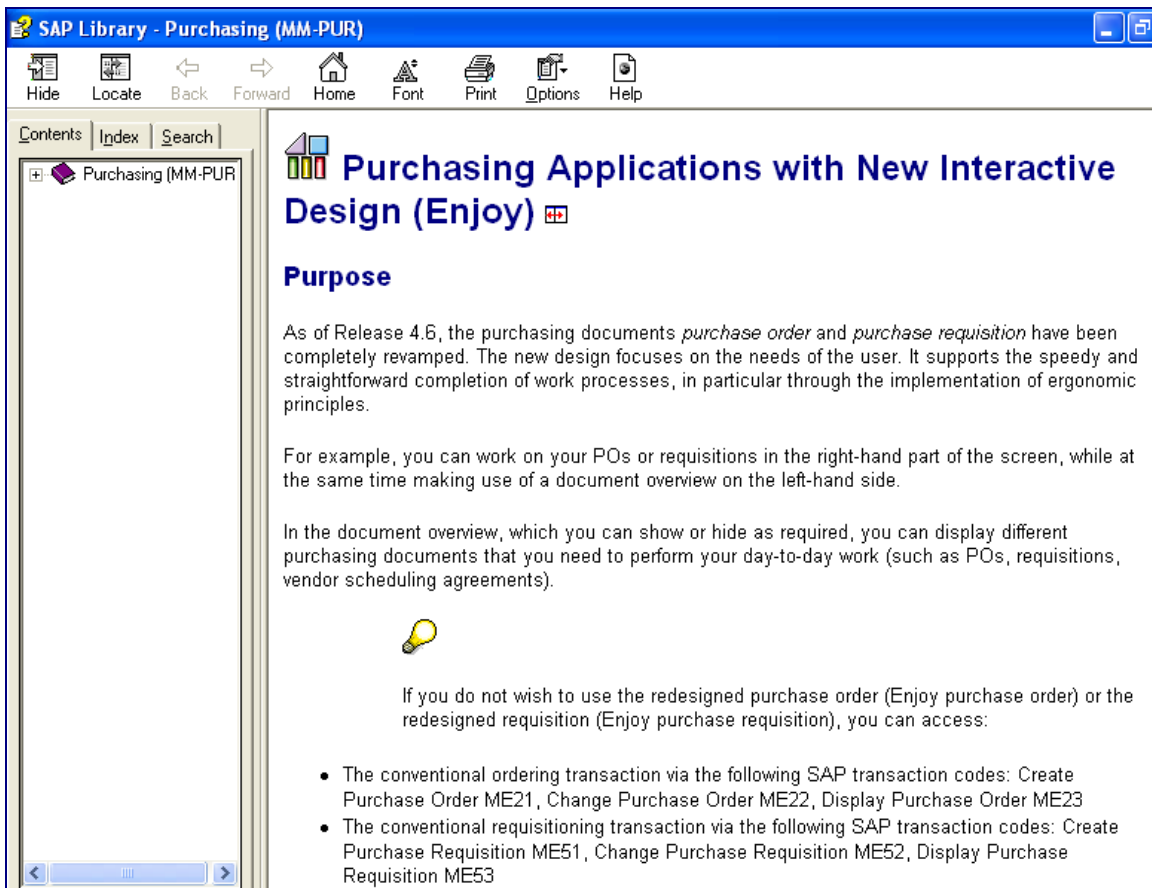 SAP Library - Purchasing (MM-PUR)
Hide Locate Back Forward Home Font Print Options Help
Contents Index Search
Purchasing (MM-PUR
Purchasing Applications with New Interactive
Design (Enjoy)
Purpose
As of Release 4.6, the purchasing documents purchase order and purchase requisition have been
completely revamped. The new design focuses on the needs of the user. It supports the speedy and
straightforward completion of work processes, in particular through the implementation of ergonomic
principles.
For example, you can work on your POs or requisitions in the right-hand part of the screen, while at
the same time making use of a document overview on the left-hand side.
In the document overview, which you can show or hide as required, you can display different
purchasing documents that you need to perform your day-to-day work (such as POs, requisitions,
vendor scheduling agreements).
If you do not wish to use the redesigned purchase order (Enjoy purchase order) or the
redesigned requisition (Enjoy purchase requisition), you can access:
• The conventional ordering transaction via the following SAP transaction codes: Create
Purchase Order ME21, Change Purchase Order ME22, Display Purchase Order ME23
• The conventional requisitioning transaction via the following SAP transaction codes: Create
Purchase Requisition ME51, Change Purchase Requisition ME52, Display Purchase
Requisition ME53